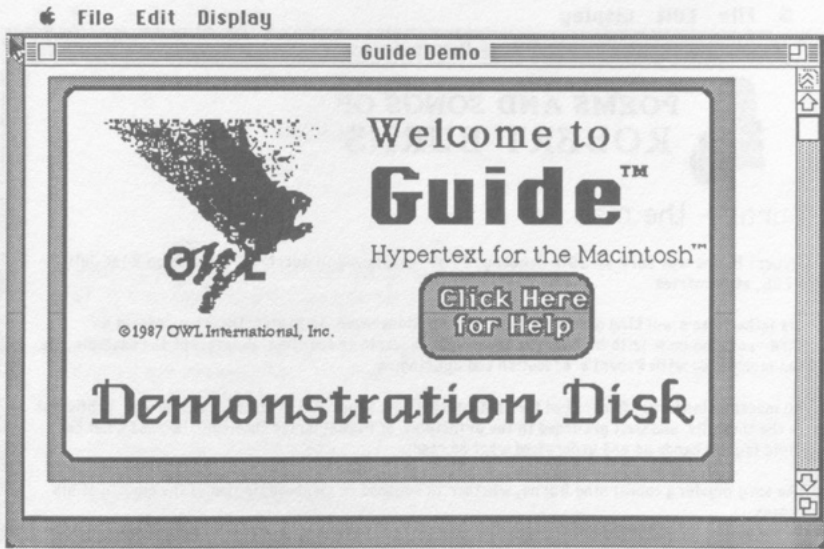 File Edit Display
Guide Demo
Welcome to
Guide™
Hypertext for the Macintosh™
OWL
Click Here
for Help
©1987 OWL International, Inc.
Demonstration Disk
POEMS AND SONGS OF